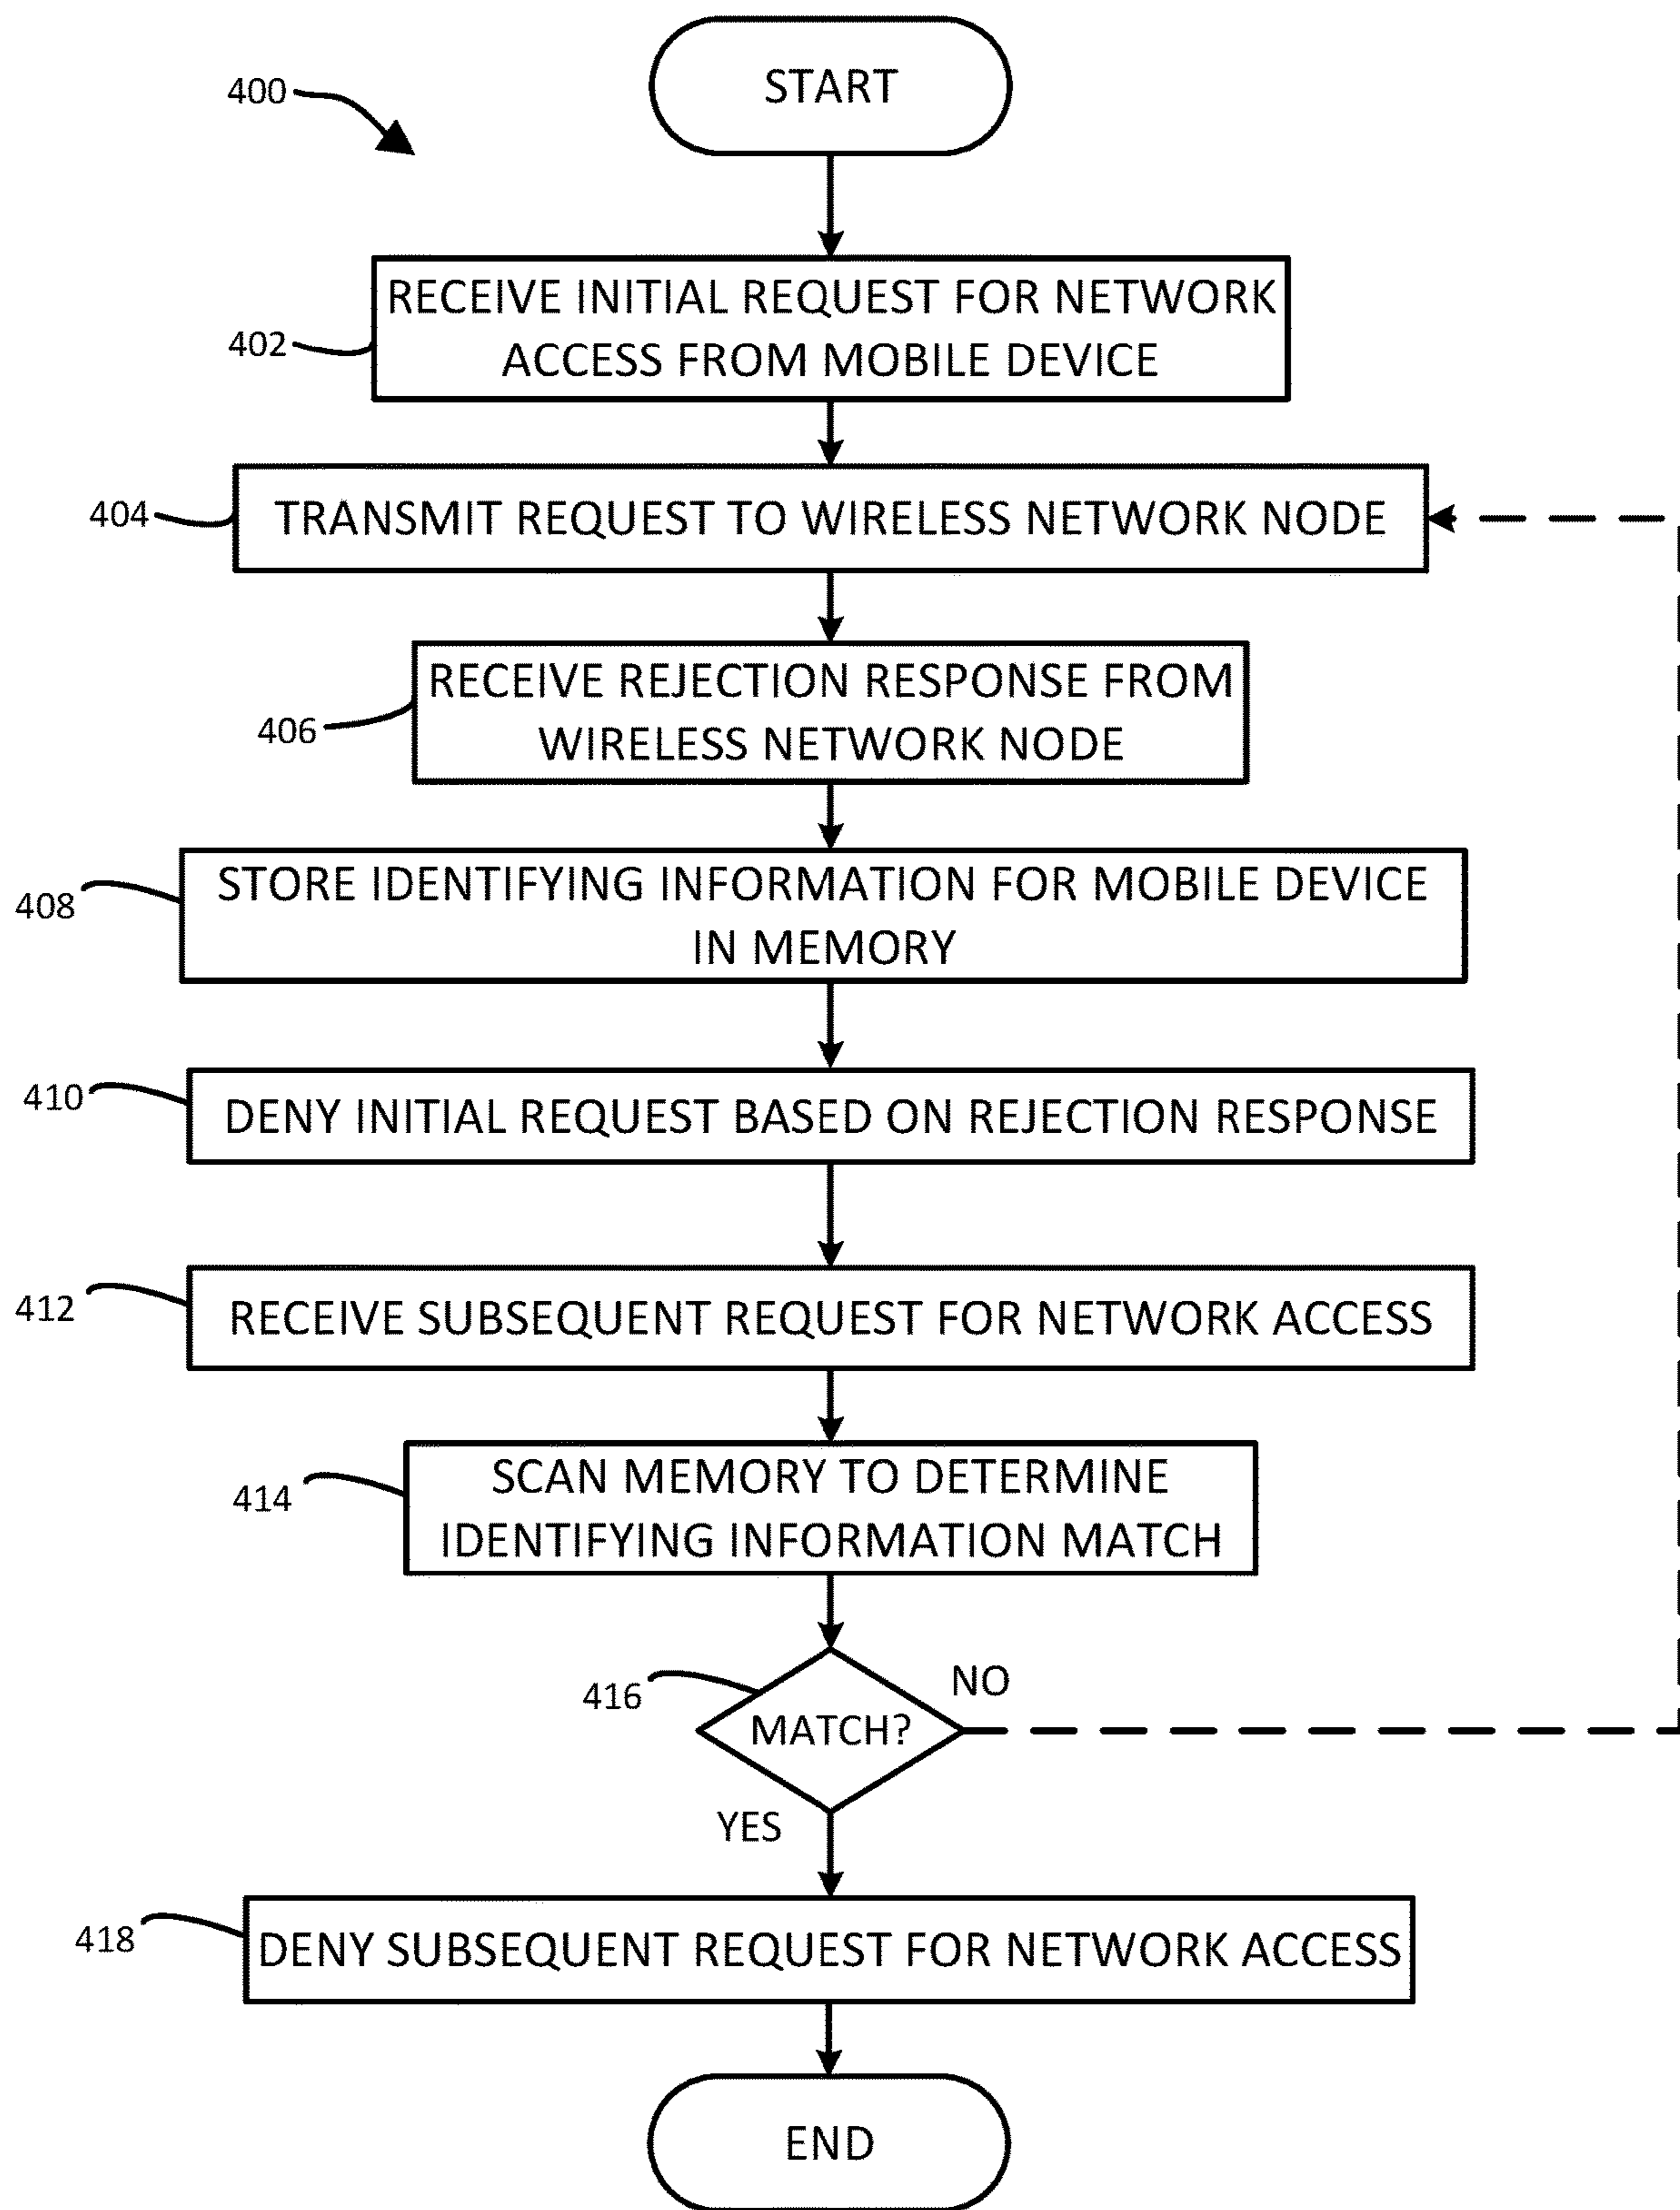 START
400
RECEIVE INITIAL REQUEST FOR NETWORK
ACCESS FROM MOBILE DEVICE
402
TRANSMIT REQUEST TO WIRELESS NETWORK NODE
404
RECEIVE REJECTION RESPONSE FROM
WIRELESS NETWORK NODE
406
STORE IDENTIFYING INFORMATION FOR MOBILE DEVICE
IN MEMORY
408
DENY INITIAL REQUEST BASED ON REJECTION RESPONSE
410
RECEIVE SUBSEQUENT REQUEST FOR NETWORK ACCESS
412
SCAN MEMORY TO DETERMINE
IDENTIFYING INFORMATION MATCH
414
NO
416
MATCH?
YES
DENY SUBSEQUENT REQUEST FOR NETWORK ACCESS
418
END